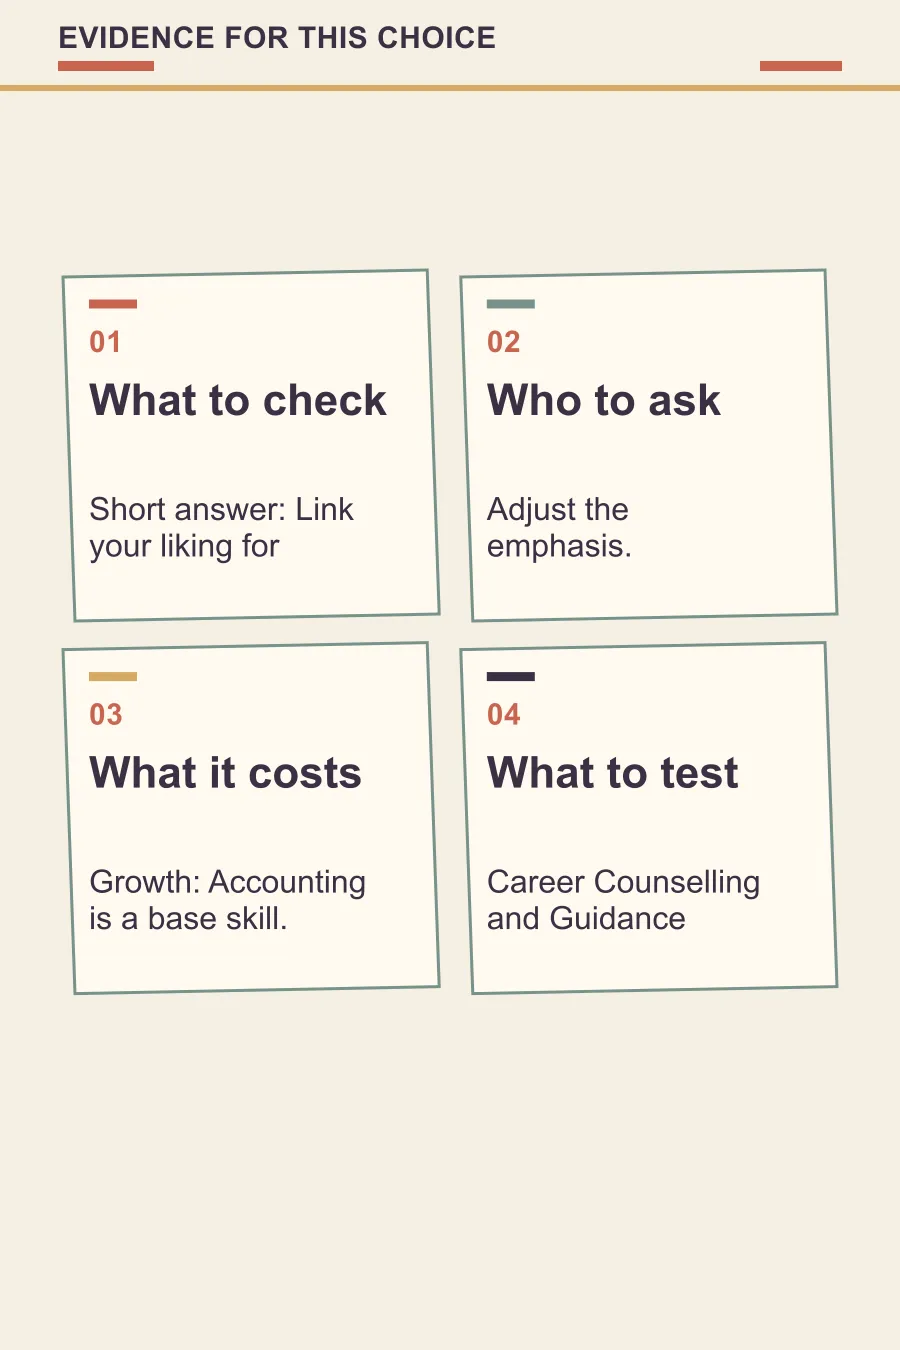 EVIDENCE FOR THIS CHOICE
01
What to check
Short answer: Link
your liking for
02
Who to ask
Adjust the
emphasis.
03
What it costs
Growth: Accounting
is a base skill.
04
What to test
Career Counselling
and Guidance